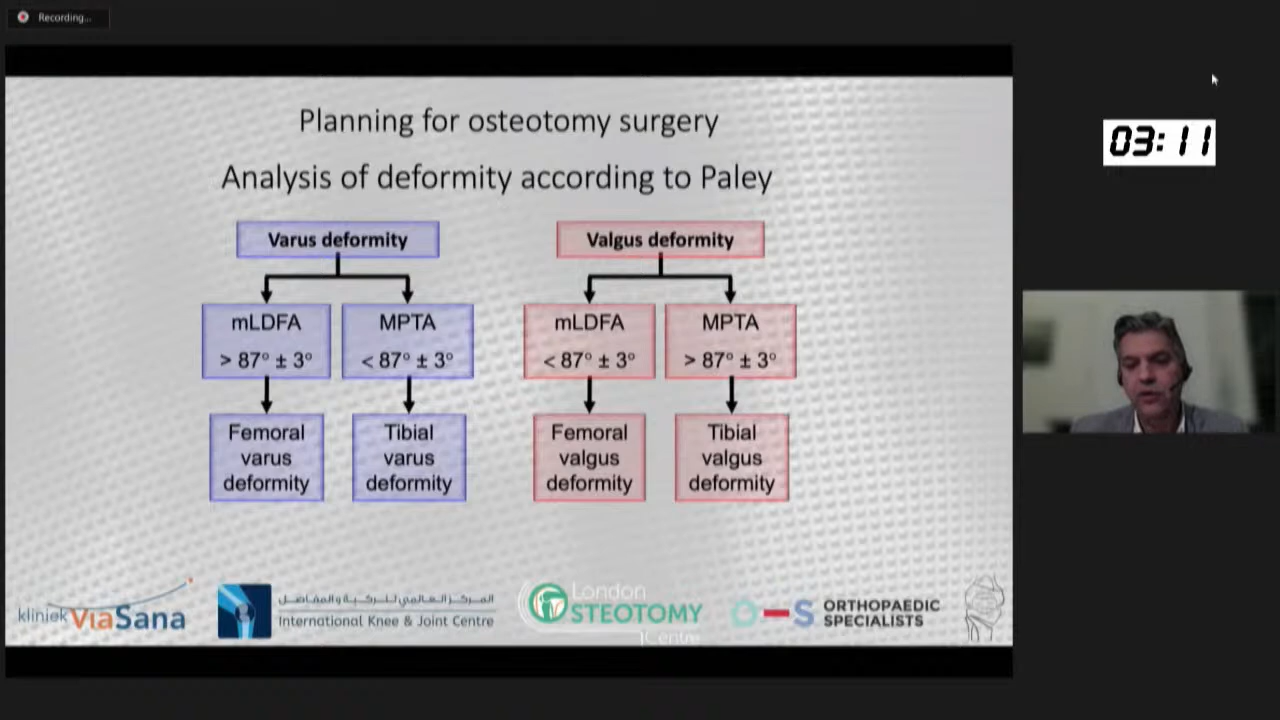 Recording...
03:11
Planning for osteotomy surgery
Analysis of deformity according to Paley
Varus deformity
Valgus deformity
mLDFA
> 87° ± 3°
MPTA
< 87° ± 3°
mLDFA
< 87° ± 3°
MPTA
> 87° ± 3°
Femoral
varus
deformity
Tibial
varus
deformity
Femoral
valgus
deformity
Tibial
valgus
deformity
kliniek ViaSana
المركز العالمي للركبة والمفاصل
International Knee & Joint Centre
London
OSTEOTOMY
Centre
O-S ORTHOPAEDIC
SPECIALISTS